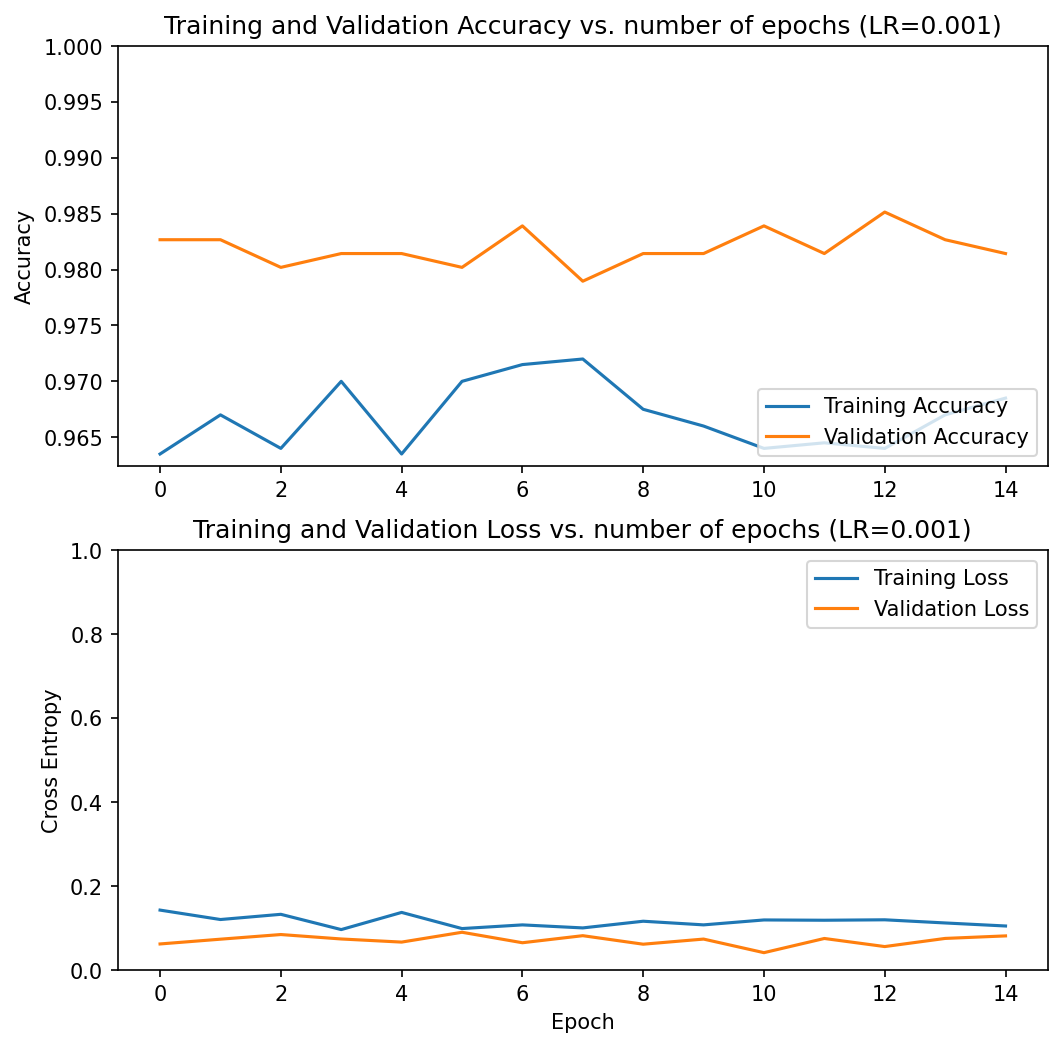 Training and Validation Accuracy vs. number of epochs (LR=0.001)
1.000
0.995
0.990
0.985
0.980
0.975
0.970
0.965
Accuracy
Training Accuracy
Validation Accuracy
0 2 4 6 8 10 12 14
Training and Validation Loss vs. number of epochs (LR=0.001)
1.0
0.8
0.6
0.4
0.2
0.0
Cross Entropy
Training Loss
Validation Loss
0 2 4 6 8 10 12 14
Epoch